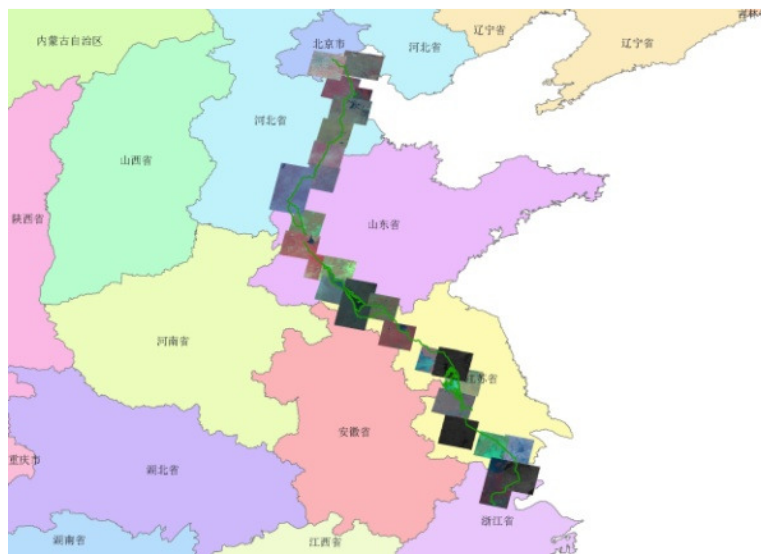 辽宁省
内蒙古自治区
北京市
河北省
辽宁省
河北省
山西省
陕西省
山东省
河南省
江苏省
安徽省
重庆市
湖北省
浙江省
湖南省
江西省